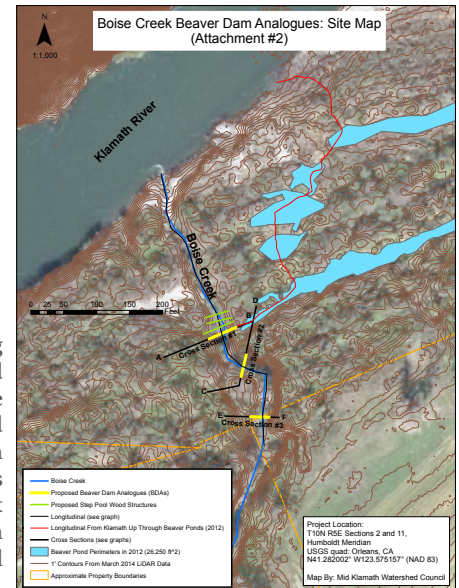 Boise Creek Beaver Dam Analogues: Site Map
(Attachment #2)
N
1:1,000
Klamath River
Boise Creek
0 25 50 100 150 200
Feet
A
B
Cross Section #1
C
D
Cross Section #2
E
F
Cross Section #3
Boise Creek
Proposed Beaver Dam Analogues (BDAs)
Proposed Step Pool Wood Structures
Longitudinal (see graph)
Longitudinal From Klamath Up Through Beaver Ponds (2012)
Cross Sections (see graphs)
Beaver Pond Perimeters in 2012 (26,250 ft^2)
1' Contours From March 2014 LiDAR Data
Approximate Property Boundaries
Project Location:
T10N R5E Sections 2 and 11,
Humboldt Meridian
USGS quad: Orleans, CA
N41.282002° W123.575157° (NAD 83)
Map By: Mid Klamath Watershed Council